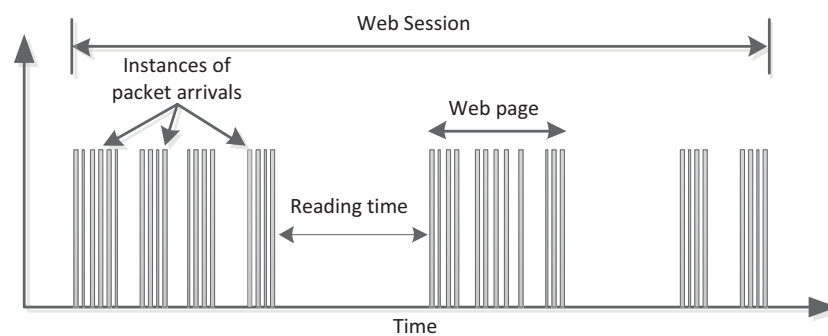 Web Session
Instances of
packet arrivals
Web page
Reading time
Time